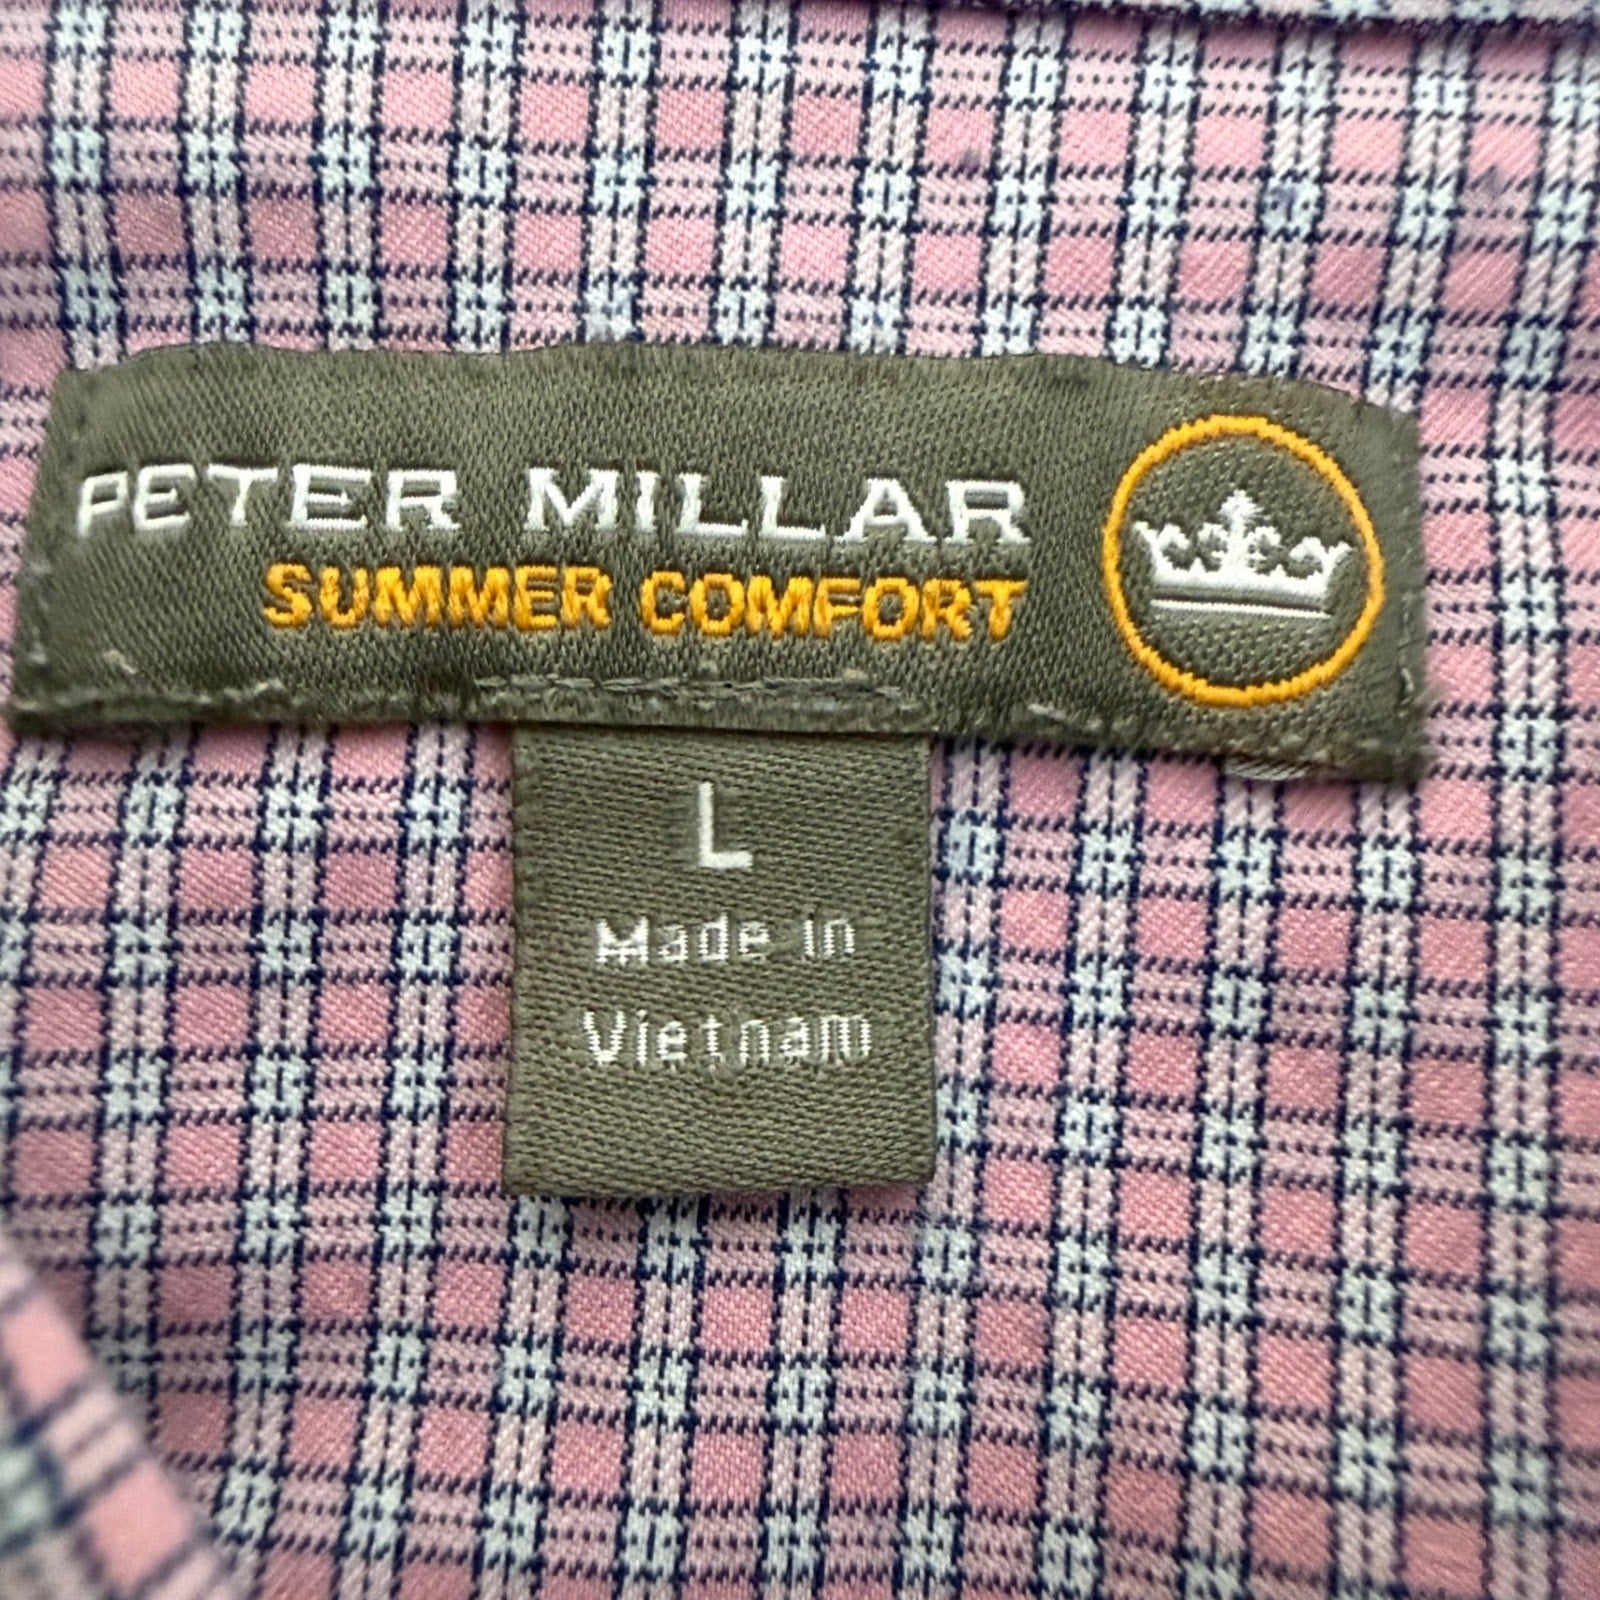 PETER MILLAR
SUMMER COMFORT
L
Made in
Vietnam